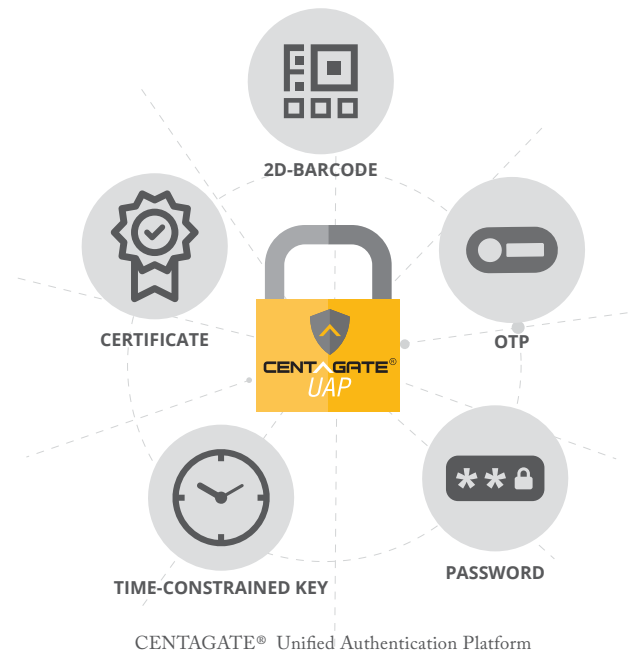 2D-BARCODE
CERTIFICATE
OTP
CENTAGATE®
UAP
** 
TIME-CONSTRAINED KEY
PASSWORD
CENTAGATE® Unified Authentication Platform